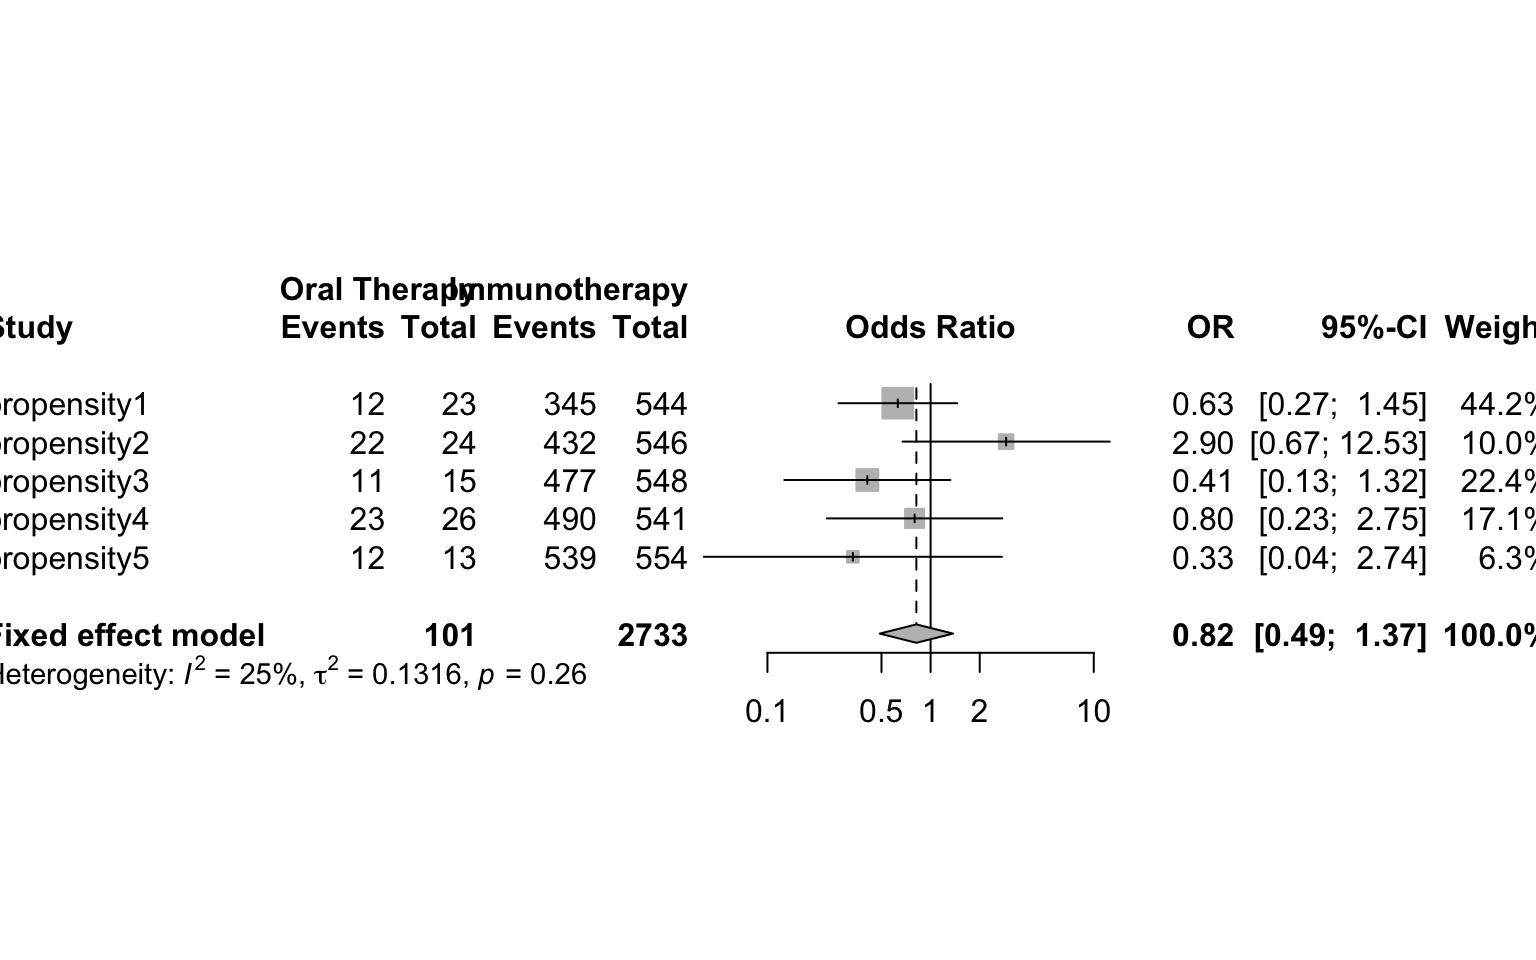 Oral Therapy Immunotherapy
Study Events Total Events Total Odds Ratio OR 95%-CI Weigh
propensity1 12 23 345 544 0.63 [0.27; 1.45] 44.2%
propensity2 22 24 432 546 2.90 [0.67; 12.53] 10.0%
propensity3 11 15 477 548 0.41 [0.13; 1.32] 22.4%
propensity4 23 26 490 541 0.80 [0.23; 2.75] 17.1%
propensity5 12 13 539 554 0.33 [0.04; 2.74] 6.3%
Fixed effect model 101 2733 0.82 [0.49; 1.37] 100.0%
Heterogeneity: I² = 25%, τ² = 0.1316, p = 0.26
0.1 0.5 1 2 10